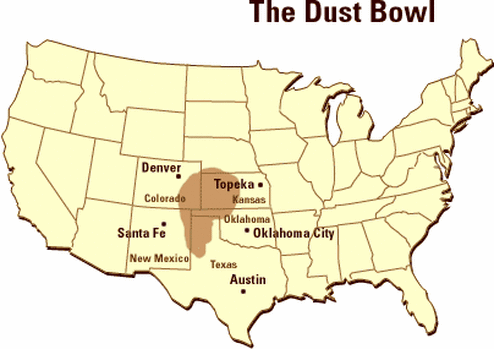 The Dust Bowl
Denver
Topeka
Colorado
Kansas
Oklahoma
Santa Fe
Oklahoma City
New Mexico
Texas
Austin